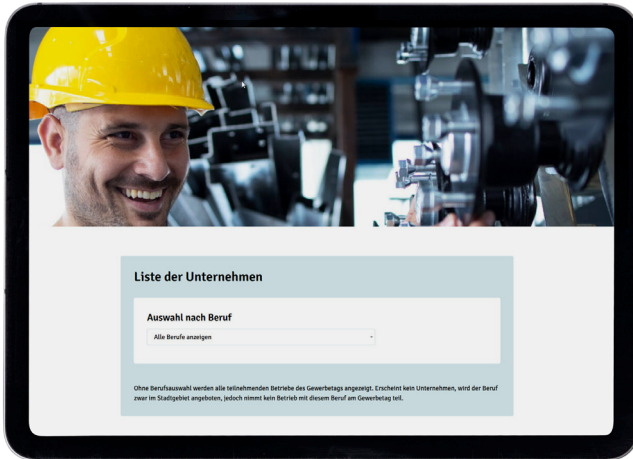 Liste der Unternehmen
Auswahl nach Beruf
Alle Berufe anzeigen
Ohne Berufsauswahl werden alle teilnehmenden Betriebe des Gewerbetags angezeigt. Erscheint kein Unternehmen, wird der Beruf
zwar im Stadtgebiet angeboten, jedoch nimmt kein Betrieb mit diesem Beruf am Gewerbetag teil.